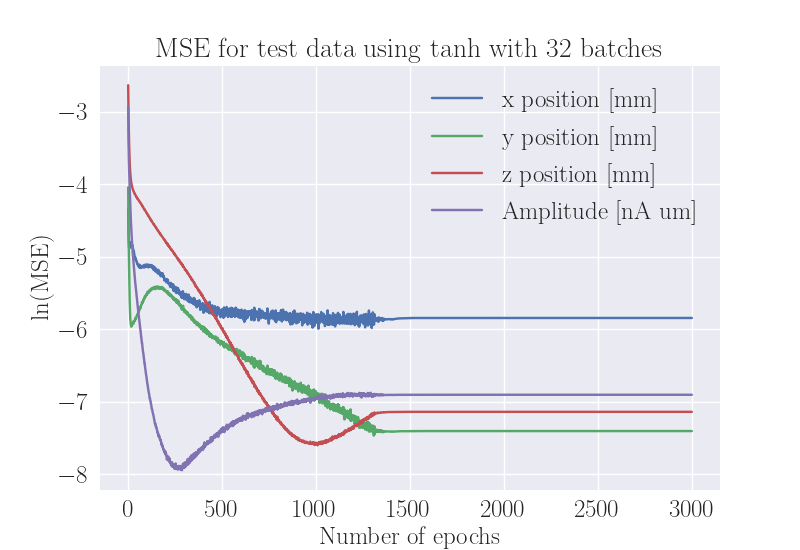 MSE for test data using tanh with 32 batches
x position [mm]
y position [mm]
z position [mm]
Amplitude [nA um]
ln(MSE)
−3
−4
−5
−6
−7
−8
0 500 1000 1500 2000 2500 3000
Number of epochs